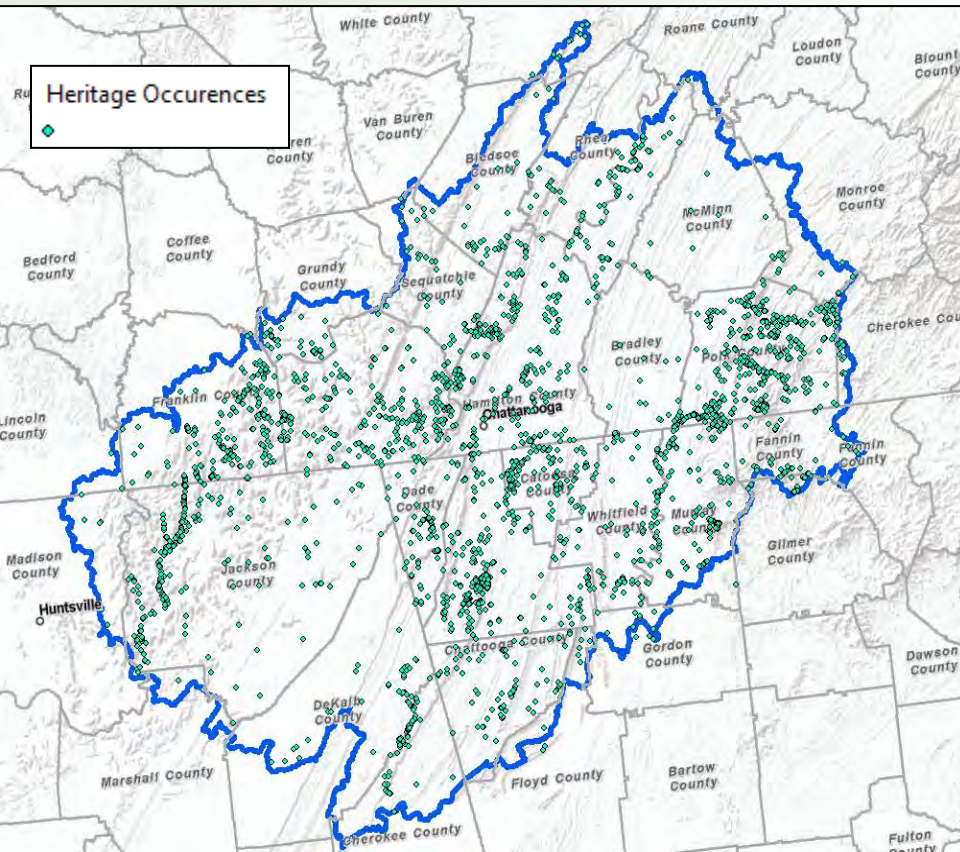 White County
Roane County
Loudon
County
Blount
County
Heritage Occurences
Ru
Van Buren
County
ren
County
Bledsoe
County
Rhea
County
Monroe
County
McMinn
County
Coffee
County
Bedford
County
Grundy
County
Sequatchie
County
Cherokee Cou
Bradley
County
Polk County
Franklin Co
Hamilton County
Chattanooga
Lincoln
County
Fannin
County
Fannin
County
Catoosa
County
Dade
County
Whitfield
County
Murray
County
Gilmer
County
Madison
County
Jackson
County
Huntsville
Chattooga County
Gordon
County
Dawson
County
DeKalb
County
Marshall County
Floyd County
Bartow
County
Cherokee County
Fulton
County